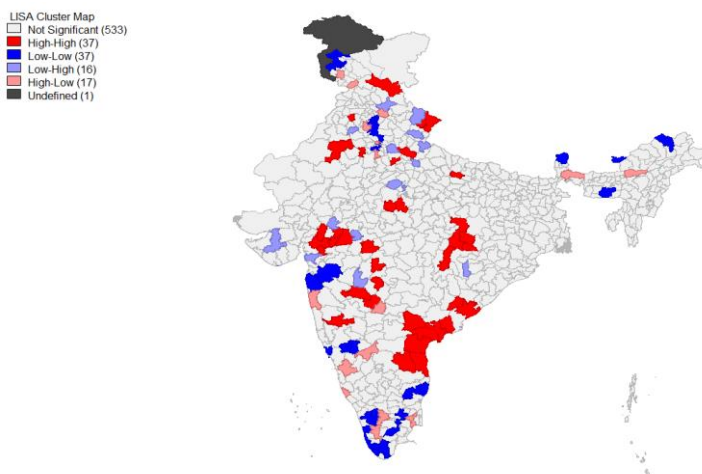 LISA Cluster Map
Not Significant (533)
High-High (37)
Low-Low (37)
Low-High (16)
High-Low (17)
Undefined (1)